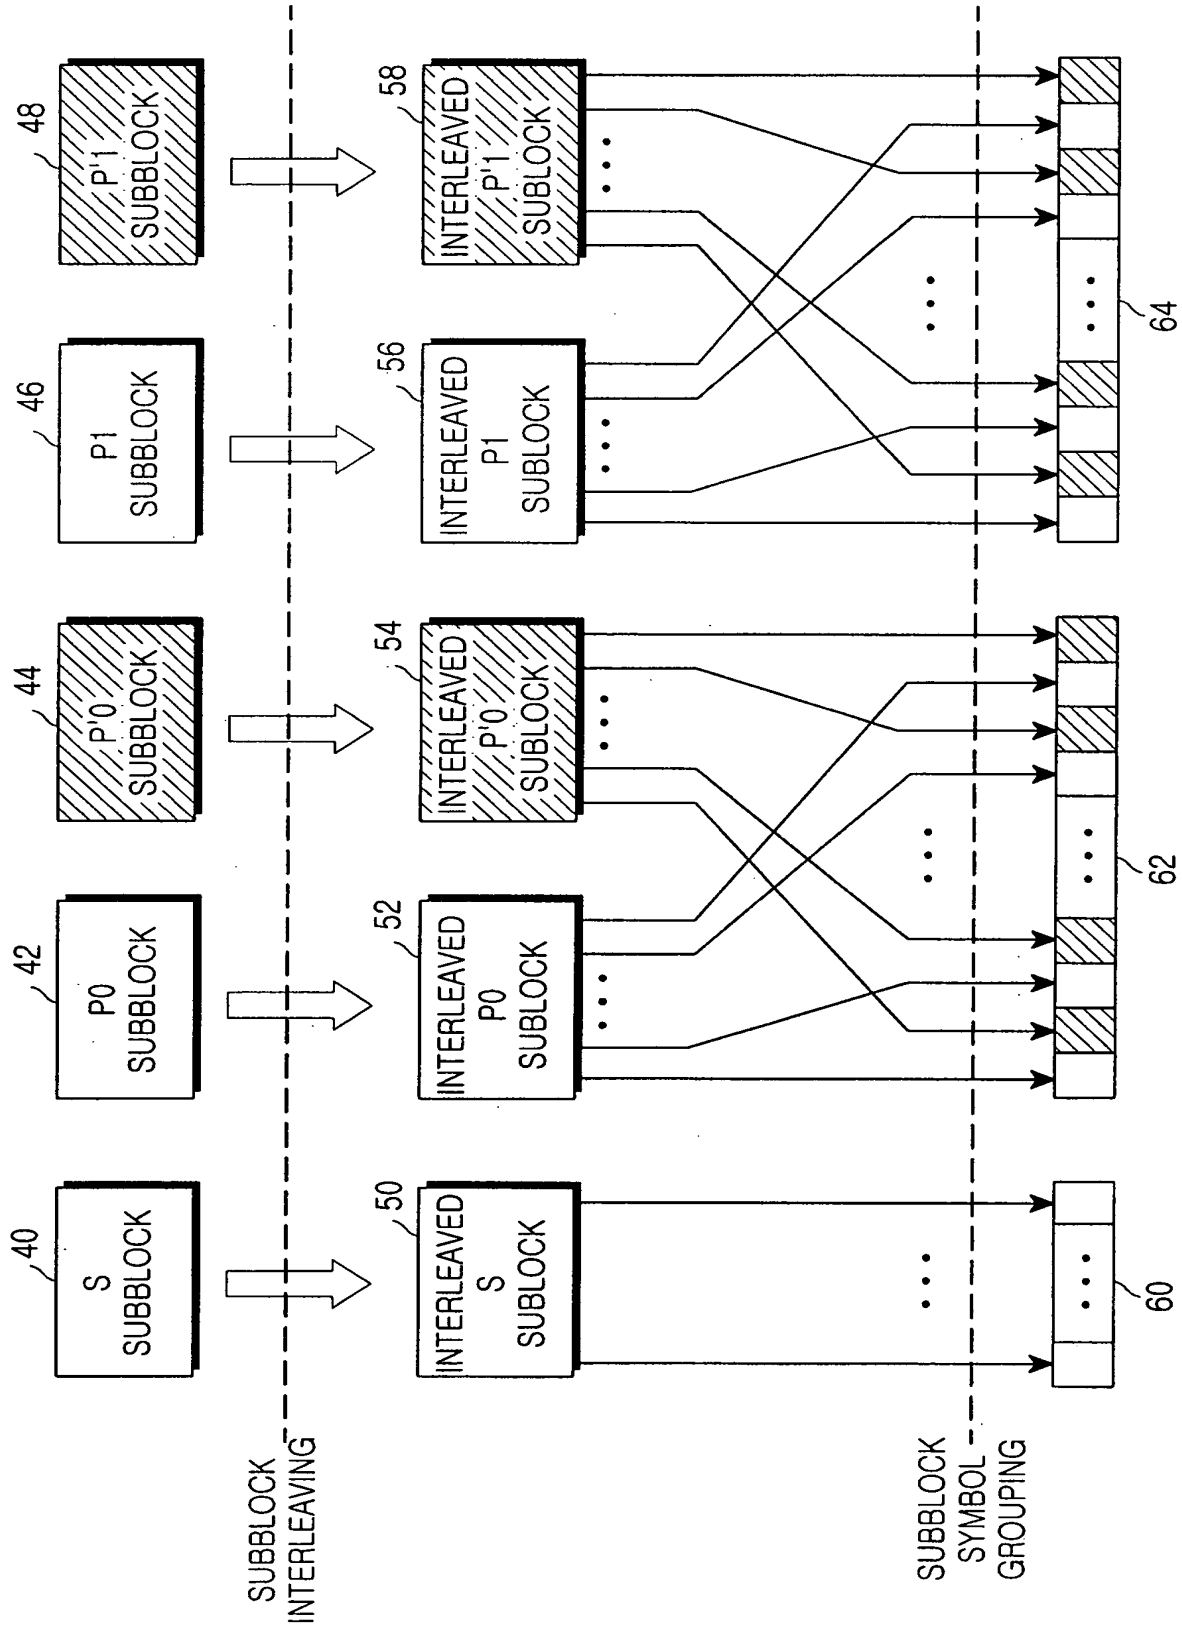 40
S
SUBBLOCK
42
P0
SUBBLOCK
44
P'0
SUBBLOCK
46
P1
SUBBLOCK
48
P'1
SUBBLOCK
SUBBLOCK
INTERLEAVING
50
INTERLEAVED
S
SUBLOCK
52
INTERLEAVED
P0
SUBLOCK
54
INTERLEAVED
P'0
SUBLOCK
56
INTERLEAVED
P1
SUBLOCK
58
INTERLEAVED
P'1
SUBLOCK
SUBBLOCK
SYMBOL
GROUPING
60
62
64